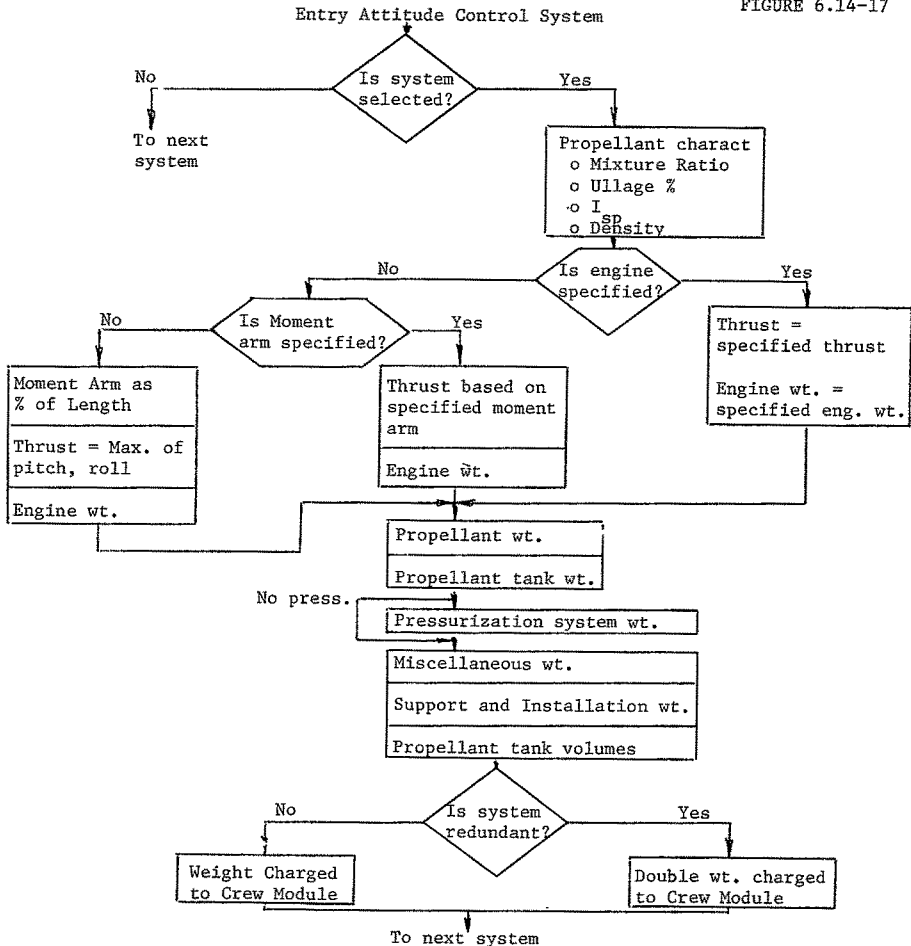 FIGURE 6.14-17
Entry Attitude Control System
Is system
selected?
No
Yes
To next
system
Propellant charact
o Mixture Ratio
o Ullage %
o Isp
o Density
Is engine
specified?
No
Yes
Is Moment
arm specified?
No
Yes
Thrust =
specified thrust
Engine wt. =
specified eng. wt.
Moment Arm as
% of Length
Thrust = Max. of
pitch, roll
Engine wt.
Thrust based on
specified moment
arm
Engine wt.
Propellant wt.
Propellant tank wt.
No press.
Pressurization system wt.
Miscellaneous wt.
Support and Installation wt.
Propellant tank volumes
Is system
redundant?
No
Yes
Weight Charged
to Crew Module
Double wt. charged
to Crew Module
To next system